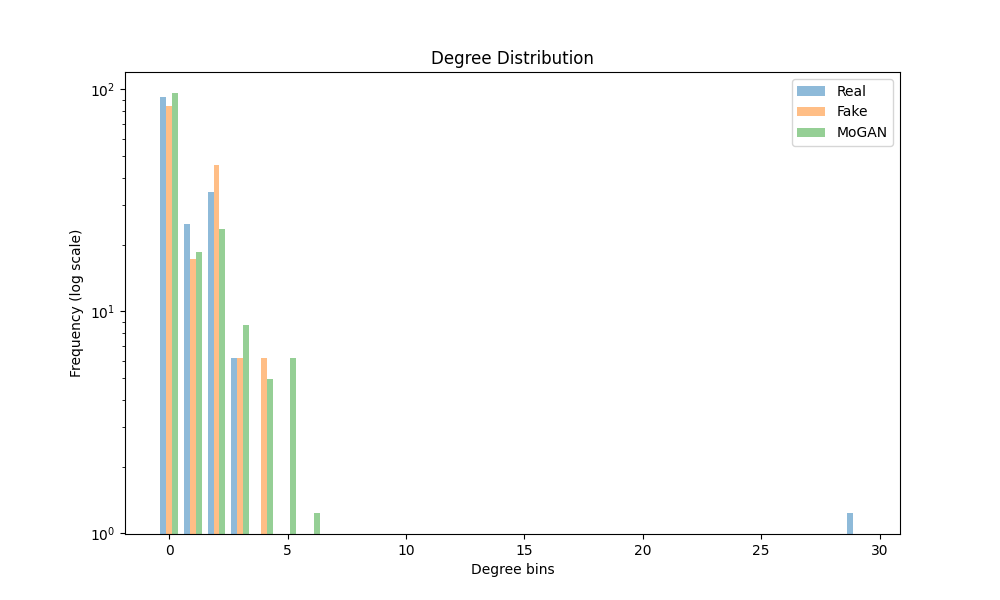 Degree Distribution
Real
Fake
MoGAN
Frequency (log scale)
10²
10¹
10⁰
0 5 10 15 20 25 30
Degree bins